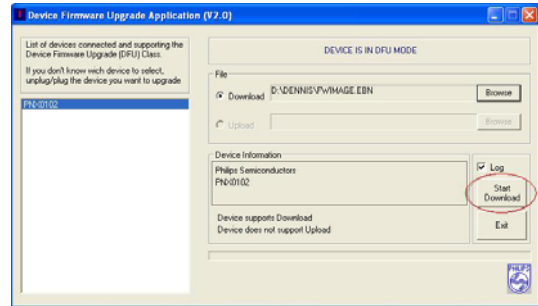 Device Firmware Upgrade Application (V2.0)
List of devices connected and supporting the
Device Firmware Upgrade (DFU) Class.
If you don't know wich device to select,
unplug/plug the device you want to upgrade
PNX0102
DEVICE IS IN DFU MODE
File
Download D:\DENNIS\FWIMAGE.EBN Browse
Upload Browse
Device Information
Philips Semiconductors
PNX0102
Device supports Download
Device does not support Upload
Log
Start
Download
Exit
PHILIPS